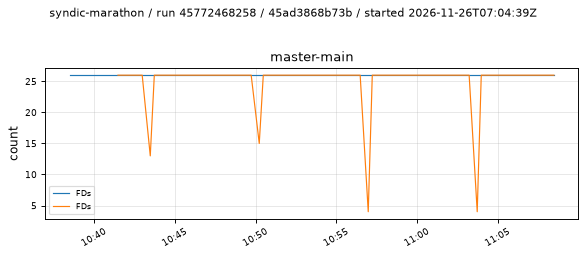 syndic-marathon / run 45772468258 / 45ad3868b73b / started 2026-11-26T07:04:39Z
master-main
count
25
20
15
10
5
FDs
FDs
10:40
10:45
10:50
10:55
11:00
11:05